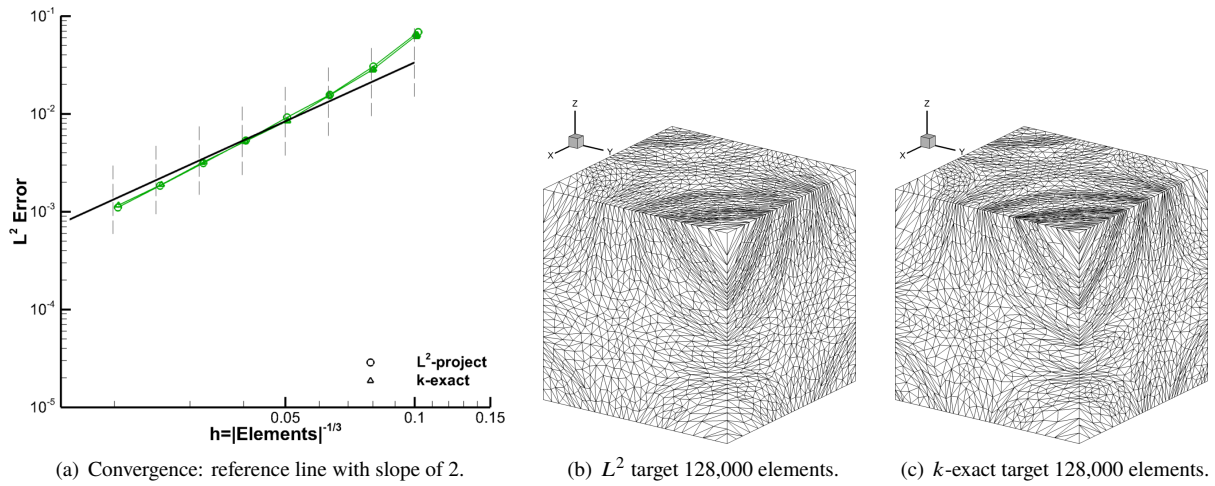 10⁻¹
10⁻²
10⁻³
10⁻⁴
10⁻⁵
L² Error
L²-project
k-exact
0.05
0.1
0.15
h=|Elements|⁻¹/³
Z
X
Y
Z
X
Y
(a) Convergence: reference line with slope of 2.
(b) L² target 128,000 elements.
(c) k-exact target 128,000 elements.